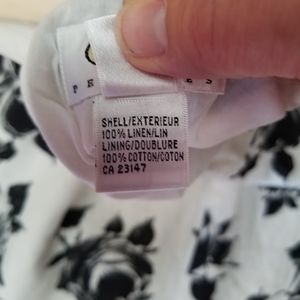 SHELL/EXTERIEUR
100% LINEN/LIN
LINING/DOUBLURE
100% COTTON/COTON
CA 23147